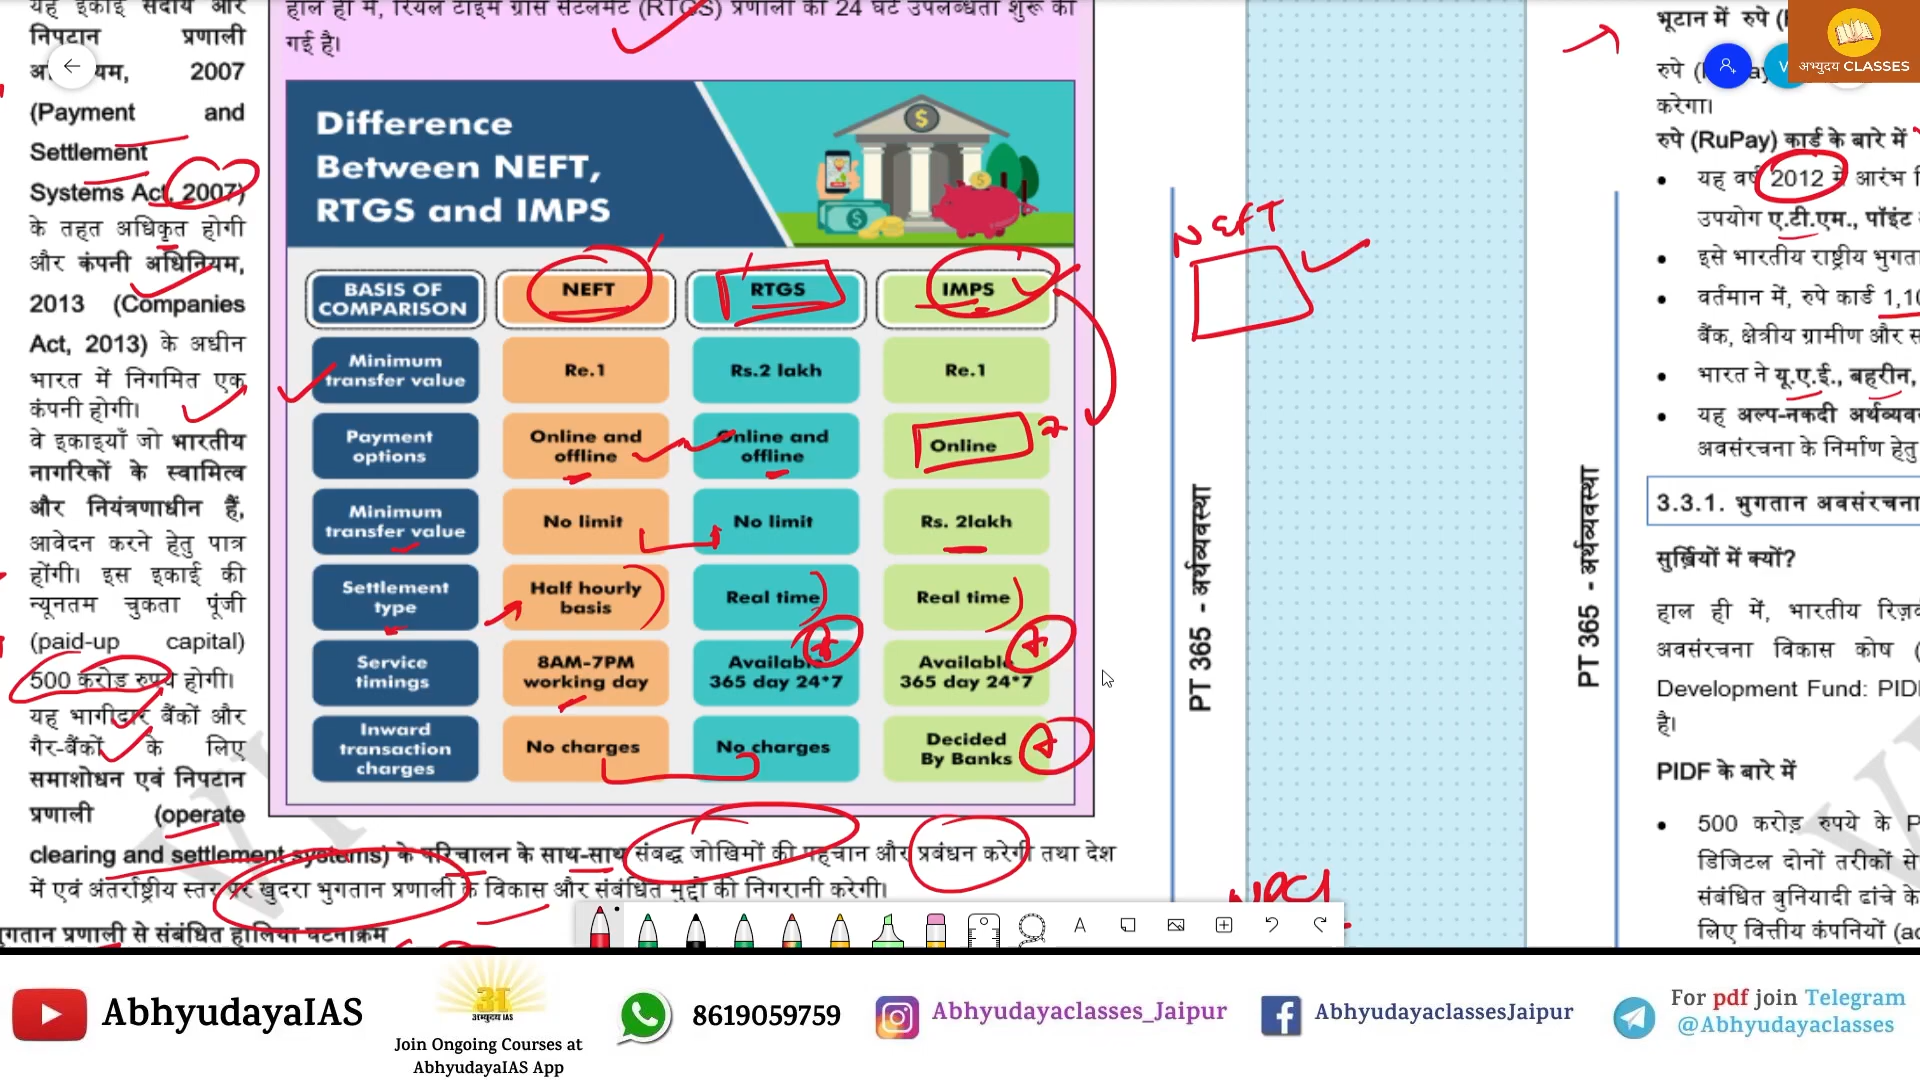 यह इकाई संदाय और
निपटान प्रणाली
2007
(Payment and
Settlement
Systems Act, 2007)
के तहत अधिकृत होगी
और कंपनी अधिनियम,
2013 (Companies
Act, 2013) के अधीन
भारत में निगमित एक
कंपनी होगी।
वे इकाइयाँ जो भारतीय
नागरिकों के स्वामित्व
और नियंत्रणाधीन हैं,
आवेदन करने हेतु पात्र
होंगी। इस इकाई की
न्यूनतम चुकता पूंजी
(paid-up capital)
500 करोड़ रुपये होगी।
यह भागीदार बैंकों और
गैर-बैंकों के लिए
समाशोधन एवं निपटान
प्रणाली (operate
clearing and settlement systems) के परिचालन के साथ-साथ संबद्ध जोखिमों की पहचान और प्रबंधन करेगी तथा देश
में एवं अंतर्राष्ट्रीय स्तर पर खुदरा भुगतान प्रणाली के विकास और संबंधित मुद्दों की निगरानी करेगी।
भुगतान प्रणाली से संबंधित हालिया घटनाक्रम
हाल ही में, रियल टाइम ग्रॉस सेटलमेंट (RTGS) प्रणाली की 24 घंटे उपलब्धता शुरू की
गई है।
Difference
Between NEFT,
RTGS and IMPS
BASIS OF COMPARISON NEFT RTGS IMPS
Minimum transfer value Re.1 Rs.2 lakh Re.1
Payment options Online and offline Online and offline Online
Minimum transfer value No limit No limit Rs. 2lakh
Settlement type Half hourly basis Real time Real time
Service timings 8AM-7PM working day Available 365 day 24*7 Available 365 day 24*7
Inward transaction charges No charges No charges Decided By Banks
NEFT
NPCI
PT 365 - अर्थव्यवस्था
PT 365 - अर्थव्यवस्था
भूटान में रुपे
रुपे
करेगा।
रुपे (RuPay) कार्ड के बारे में
• यह वर्ष 2012 में आरंभ
उपयोग ए.टी.एम., पॉइंट
• इसे भारतीय राष्ट्रीय
• वर्तमान में, रुपे कार्ड
बैंक, क्षेत्रीय ग्रामीण और
• भारत ने यू.ए.ई., बहरीन,
• यह अल्प-नकदी
अवसंरचना के निर्माण हेतु
3.3.1. भुगतान अवसंरचना
सुर्ख़ियों में क्यों?
हाल ही में, भारतीय
अवसंरचना विकास कोष
Development Fund:
है।
PIDF के बारे में
• 500 करोड़ रुपये के
डिजिटल दोनों तरीकों से
संबंधित बुनियादी ढांचे के
लिए वित्तीय कंपनियों
अभ्युदय CLASSES
V
A
AbhyudayaIAS
अभ्युदय IAS
Join Ongoing Courses at
AbhyudayaIAS App
8619059759
Abhyudayaclasses_Jaipur
AbhyudayaclassesJaipur
For pdf join Telegram
@Abhyudayaclasses